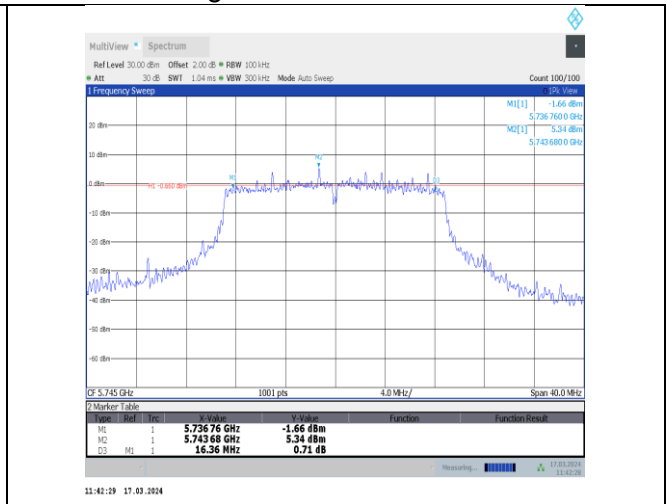 MultiView Spectrum
Ref Level 30.00 dBm Offset 2.00 dB RBW 100 kHz
Att 30 dB SWT 1.04 ms VBW 300 kHz Mode Auto Sweep Count 100/100
1 Frequency Sweep 1Pk View
M1[1] -1.66 dBm
5.736 760 0 GHz
M2[1] 5.34 dBm
5.743 680 0 GHz
20 dBm
10 dBm
M2
0 dBm
H1 -0.660 dBm
M1
D3
-10 dBm
-20 dBm
-30 dBm
-40 dBm
-50 dBm
-60 dBm
CF 5.745 GHz 1001 pts 4.0 MHz/ Span 40.0 MHz
2 Marker Table
Type Ref Trc X-Value Y-Value Function Function Result
M1 1 5.736 76 GHz -1.66 dBm
M2 1 5.743 68 GHz 5.34 dBm
D3 M1 1 16.36 MHz 0.71 dB
Measuring... 17.03.2024
11:42:28
11:42:29 17.03.2024